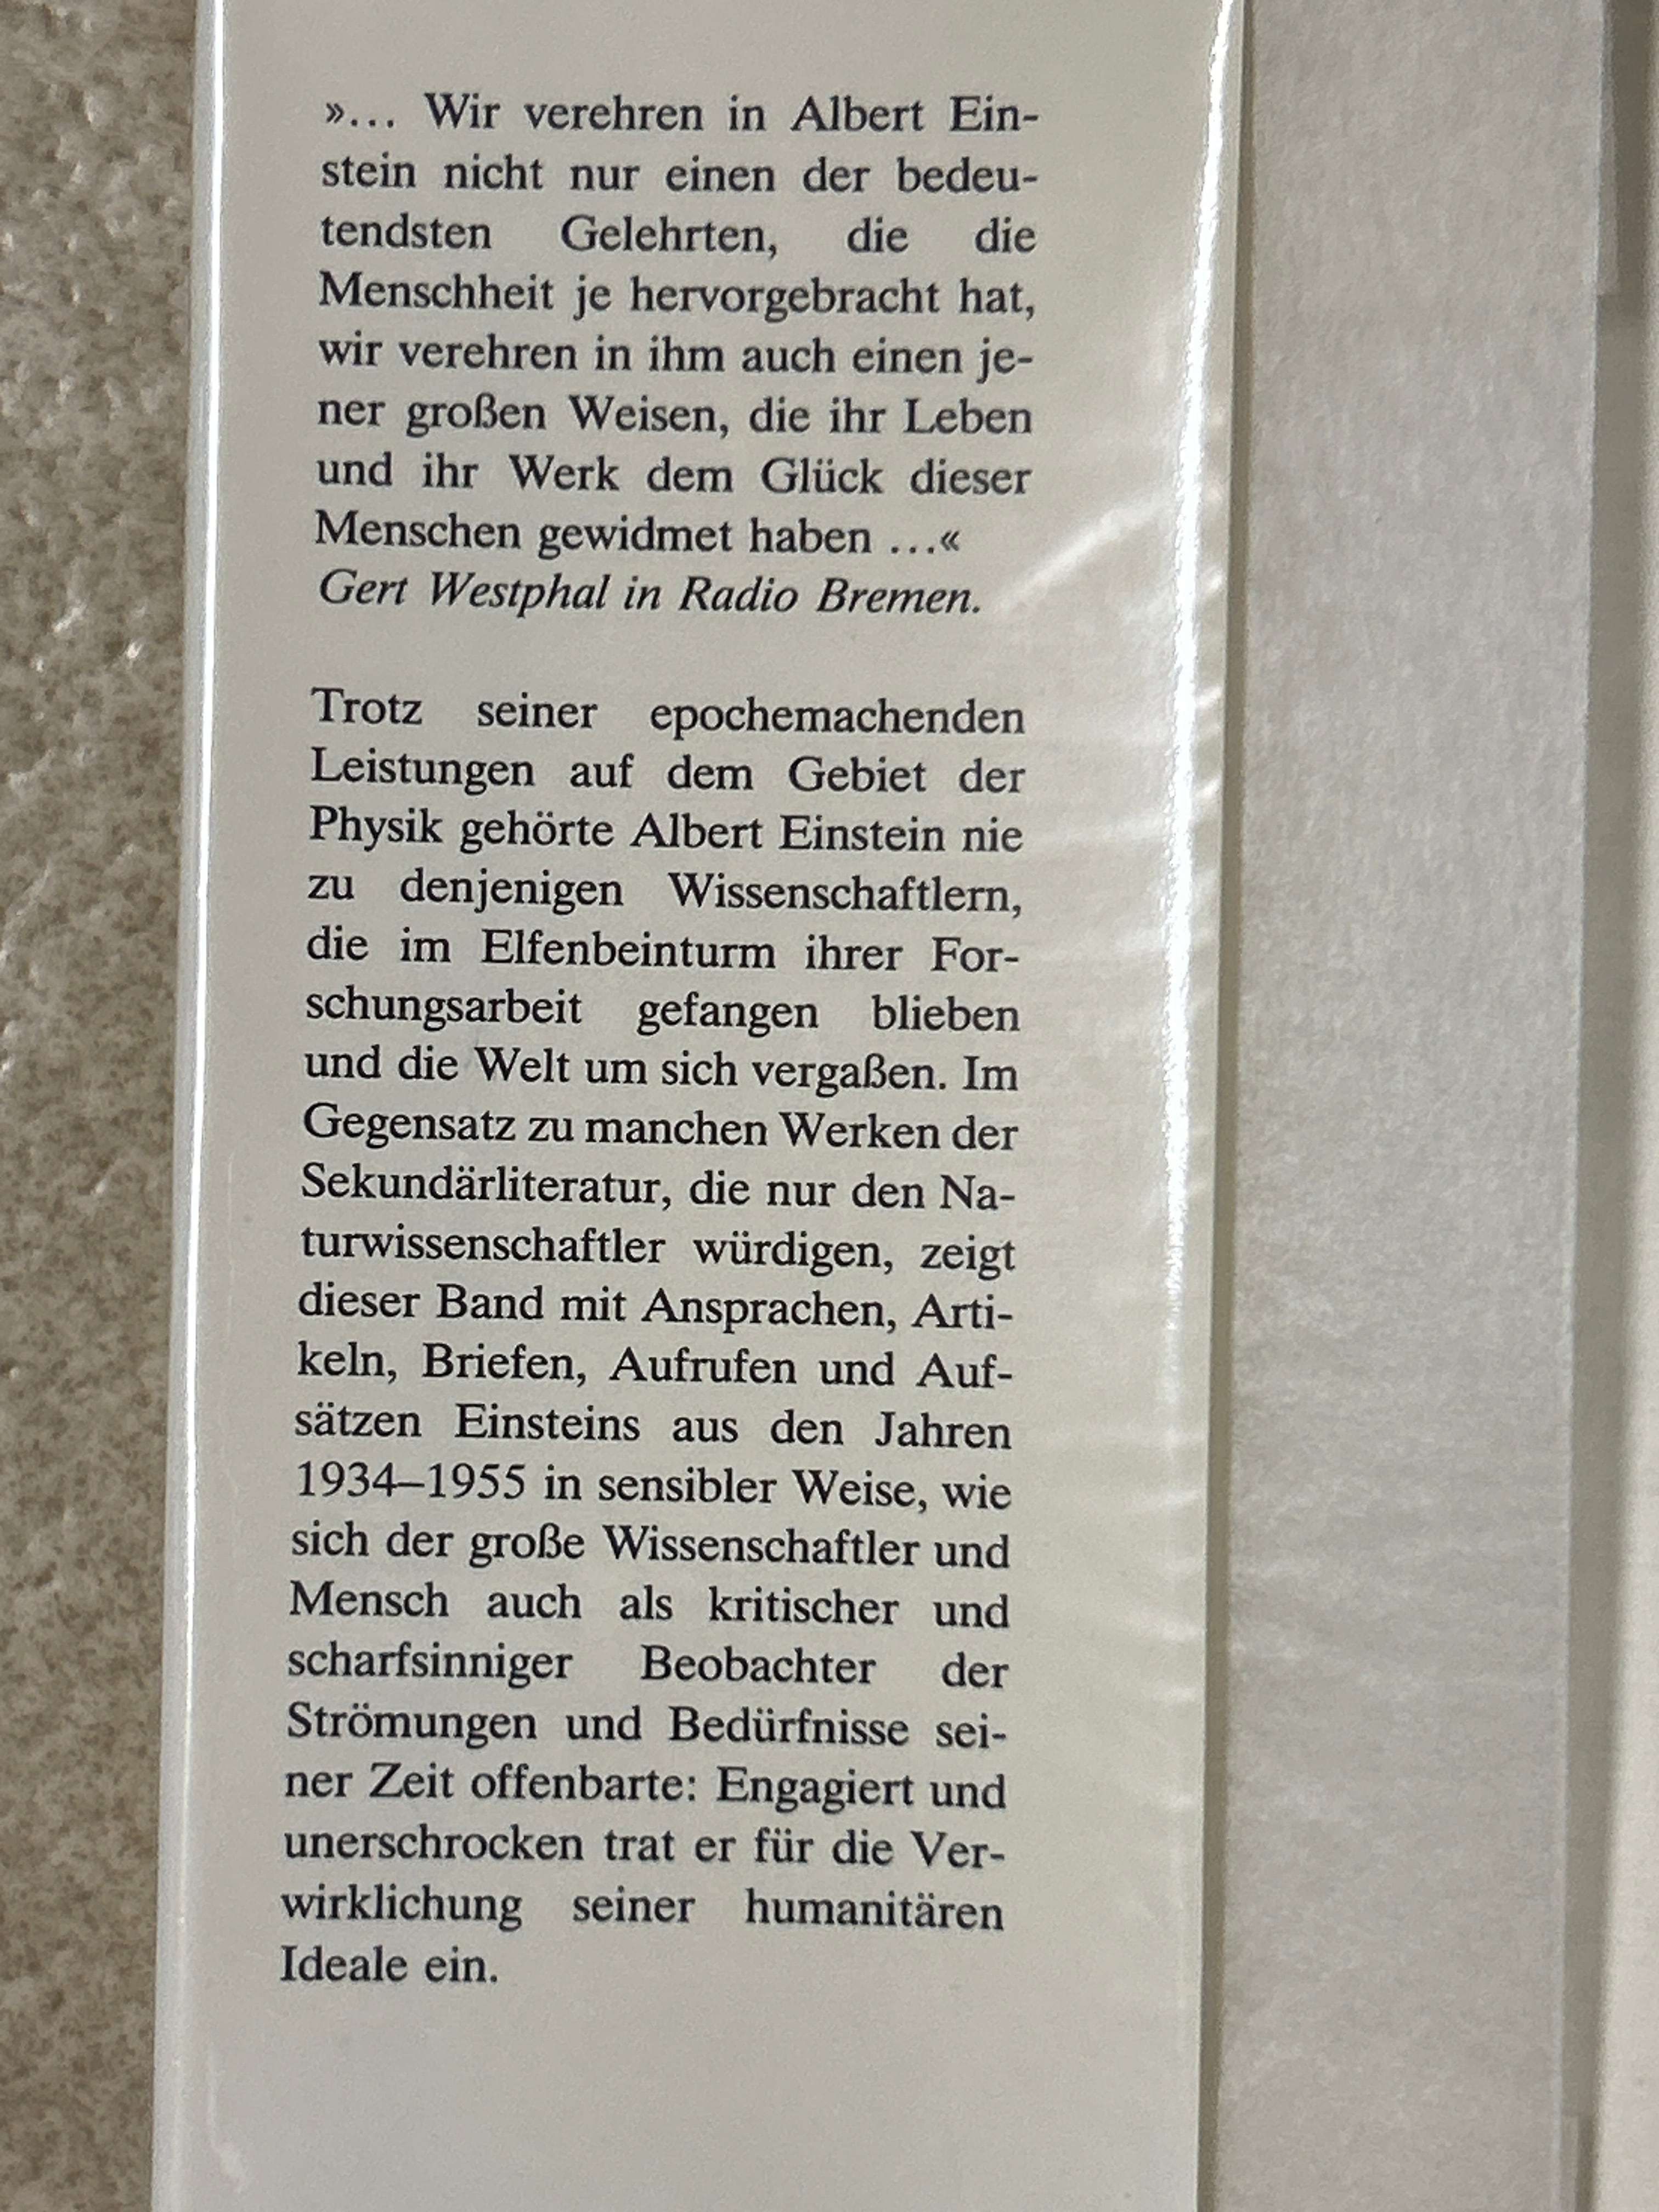 »... Wir verehren in Albert Ein-
stein nicht nur einen der bedeu-
tendsten Gelehrten, die die
Menschheit je hervorgebracht hat,
wir verehren in ihm auch einen je-
ner großen Weisen, die ihr Leben
und ihr Werk dem Glück dieser
Menschen gewidmet haben ...«
Gert Westphal in Radio Bremen.
Trotz seiner epochemachenden
Leistungen auf dem Gebiet der
Physik gehörte Albert Einstein nie
zu denjenigen Wissenschaftlern,
die im Elfenbeinturm ihrer For-
schungsarbeit gefangen blieben
und die Welt um sich vergaßen. Im
Gegensatz zu manchen Werken der
Sekundärliteratur, die nur den Na-
turwissenschaftler würdigen, zeigt
dieser Band mit Ansprachen, Arti-
keln, Briefen, Aufrufen und Auf-
sätzen Einsteins aus den Jahren
1934–1955 in sensibler Weise, wie
sich der große Wissenschaftler und
Mensch auch als kritischer und
scharfsinniger Beobachter der
Strömungen und Bedürfnisse sei-
ner Zeit offenbarte: Engagiert und
unerschrocken trat er für die Ver-
wirklichung seiner humanitären
Ideale ein.